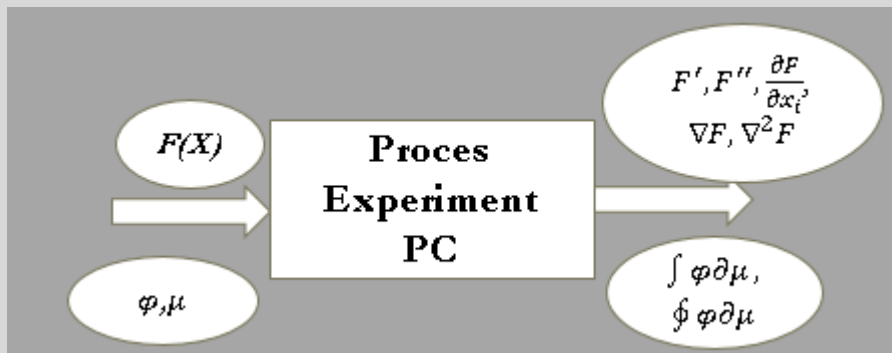 F(X)
φ,μ
Proces
Experiment
PC
F′, F″, ∂F/∂xᵢ,
∇F, ∇²F
∫ φ∂μ,
∮ φ∂μ